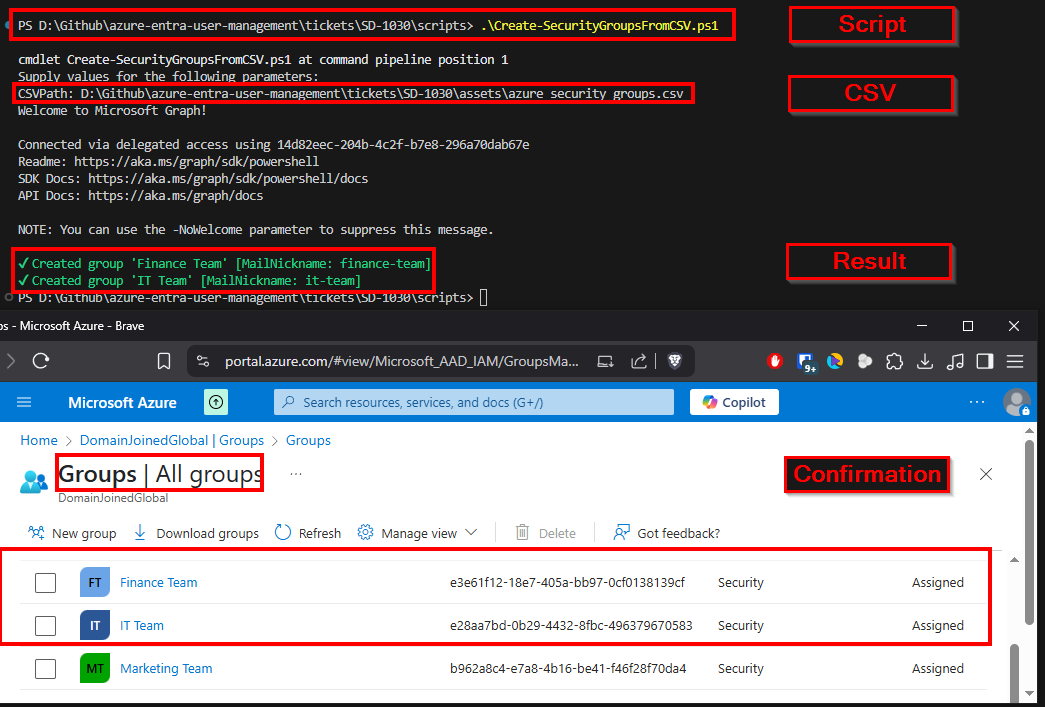 PS D:\Github\azure-entra-user-management\tickets\SD-1030\scripts> .\Create-SecurityGroupsFromCSV.ps1
Script
cmdlet Create-SecurityGroupsFromCSV.ps1 at command pipeline position 1
Supply values for the following parameters:
CSVPath: D:\Github\azure-entra-user-management\tickets\SD-1030\assets\azure_security_groups.csv
CSV
Welcome to Microsoft Graph!
Connected via delegated access using 14d82eec-204b-4c2f-b7e8-296a70dab67e
Readme: https://aka.ms/graph/sdk/powershell
SDK Docs: https://aka.ms/graph/sdk/powershell/docs
API Docs: https://aka.ms/graph/docs
NOTE: You can use the -NoWelcome parameter to suppress this message.
✓ Created group 'Finance Team' [MailNickname: finance-team]
Result
✓ Created group 'IT Team' [MailNickname: it-team]
PS D:\Github\azure-entra-user-management\tickets\SD-1030\scripts>
ps - Microsoft Azure - Brave
portal.azure.com/#view/Microsoft_AAD_IAM/GroupsMa...
9+
Microsoft Azure
Search resources, services, and docs (G+/)
Copilot
...
Home > DomainJoinedGlobal | Groups > Groups
Groups | All groups
...
Confirmation
DomainJoinedGlobal
New group Download groups Refresh Manage view Delete Got feedback?
FT Finance Team e3e61f12-18e7-405a-bb97-0cf0138139cf Security Assigned
IT IT Team e28aa7bd-0b29-4432-8fbc-496379670583 Security Assigned
MT Marketing Team b962a8c4-e7a8-4b16-be41-f46f28f70da4 Security Assigned